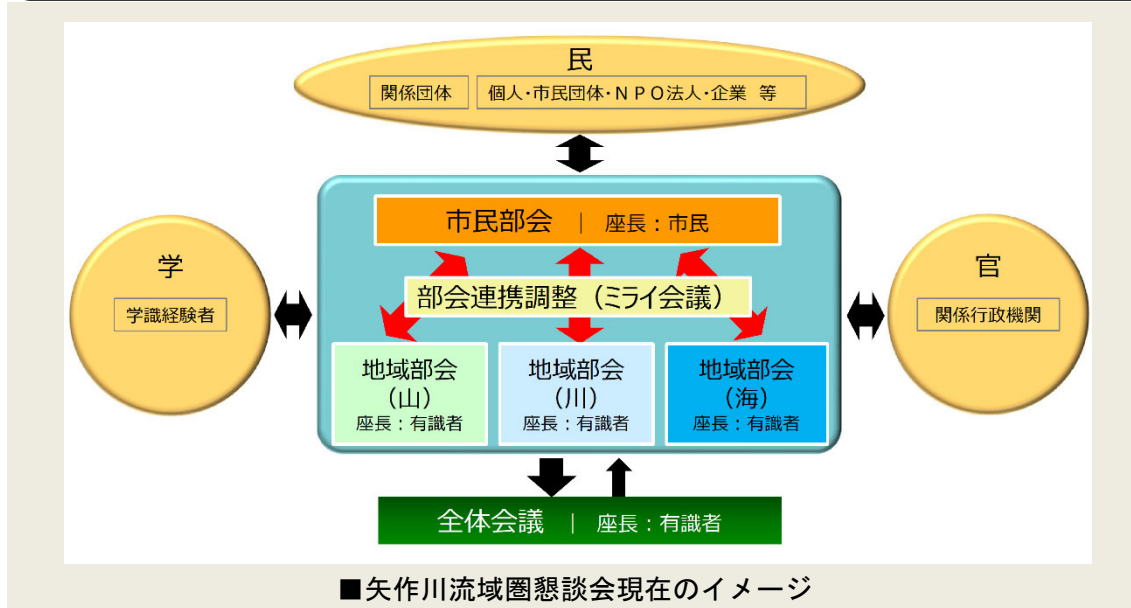 民
関係団体
個人・市民団体・NPO法人・企業 等
市民部会 | 座長:市民
学
学識経験者
官
関係行政機関
部会連携調整(ミライ会議)
地域部会
(山)
座長:有識者
地域部会
(川)
座長:有識者
地域部会
(海)
座長:有識者
全体会議 | 座長:有識者
■矢作川流域圏懇談会現在のイメージ